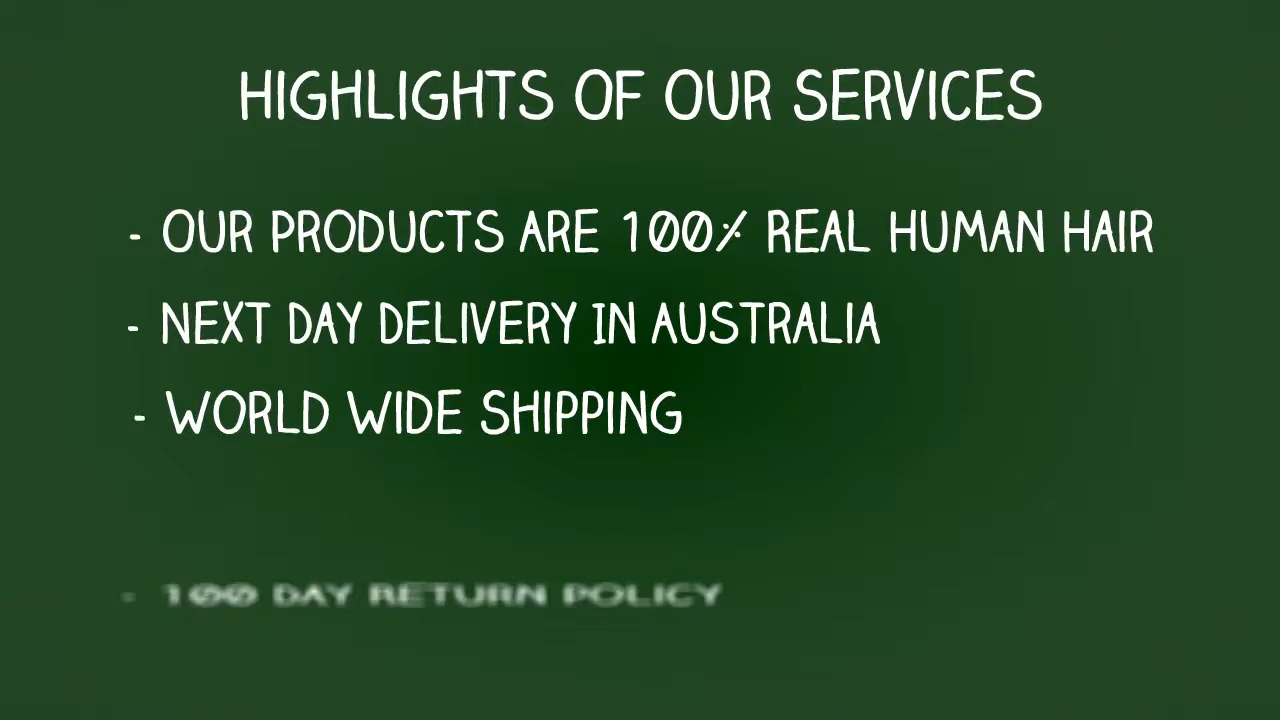 HIGHLIGHTS OF OUR SERVICES
- OUR PRODUCTS ARE 100% REAL HUMAN HAIR
- NEXT DAY DELIVERY IN AUSTRALIA
- WORLD WIDE SHIPPING
- 100 DAY RETURN POLICY